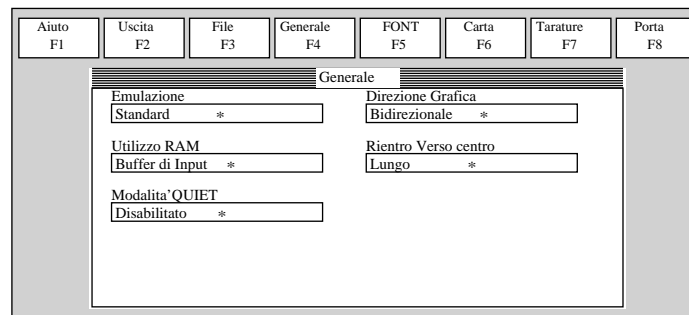 Aiuto Uscita File Generale FONT Carta Tarature Porta
F1 F2 F3 F4 F5 F6 F7 F8
Generale
Emulazione Direzione Grafica
Standard * Bidirezionale *
Utilizzo RAM Rientro Verso centro
Buffer di Input * Lungo *
Modalita'QUIET
Disabilitato *